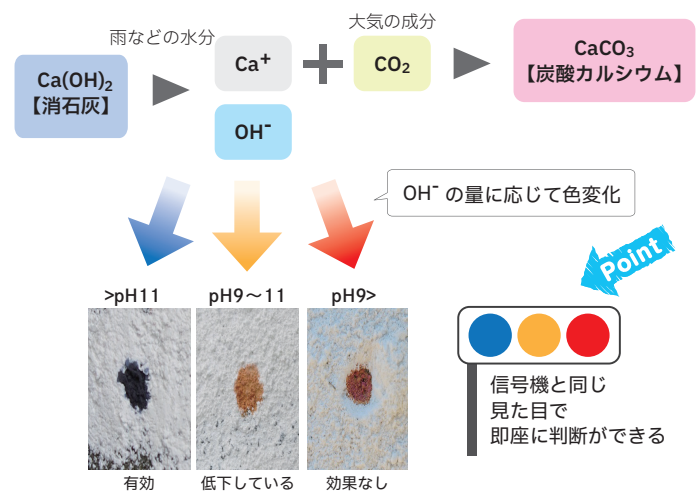 雨などの水分
大気の成分
Ca(OH)₂
【消石灰】
Ca⁺
CO₂
CaCO₃
【炭酸カルシウム】
OH⁻
OH⁻ の量に応じて色変化
Point
>pH11
pH9〜11
pH9>
信号機と同じ
見た目で
即座に判断ができる
有効
低下している
効果なし